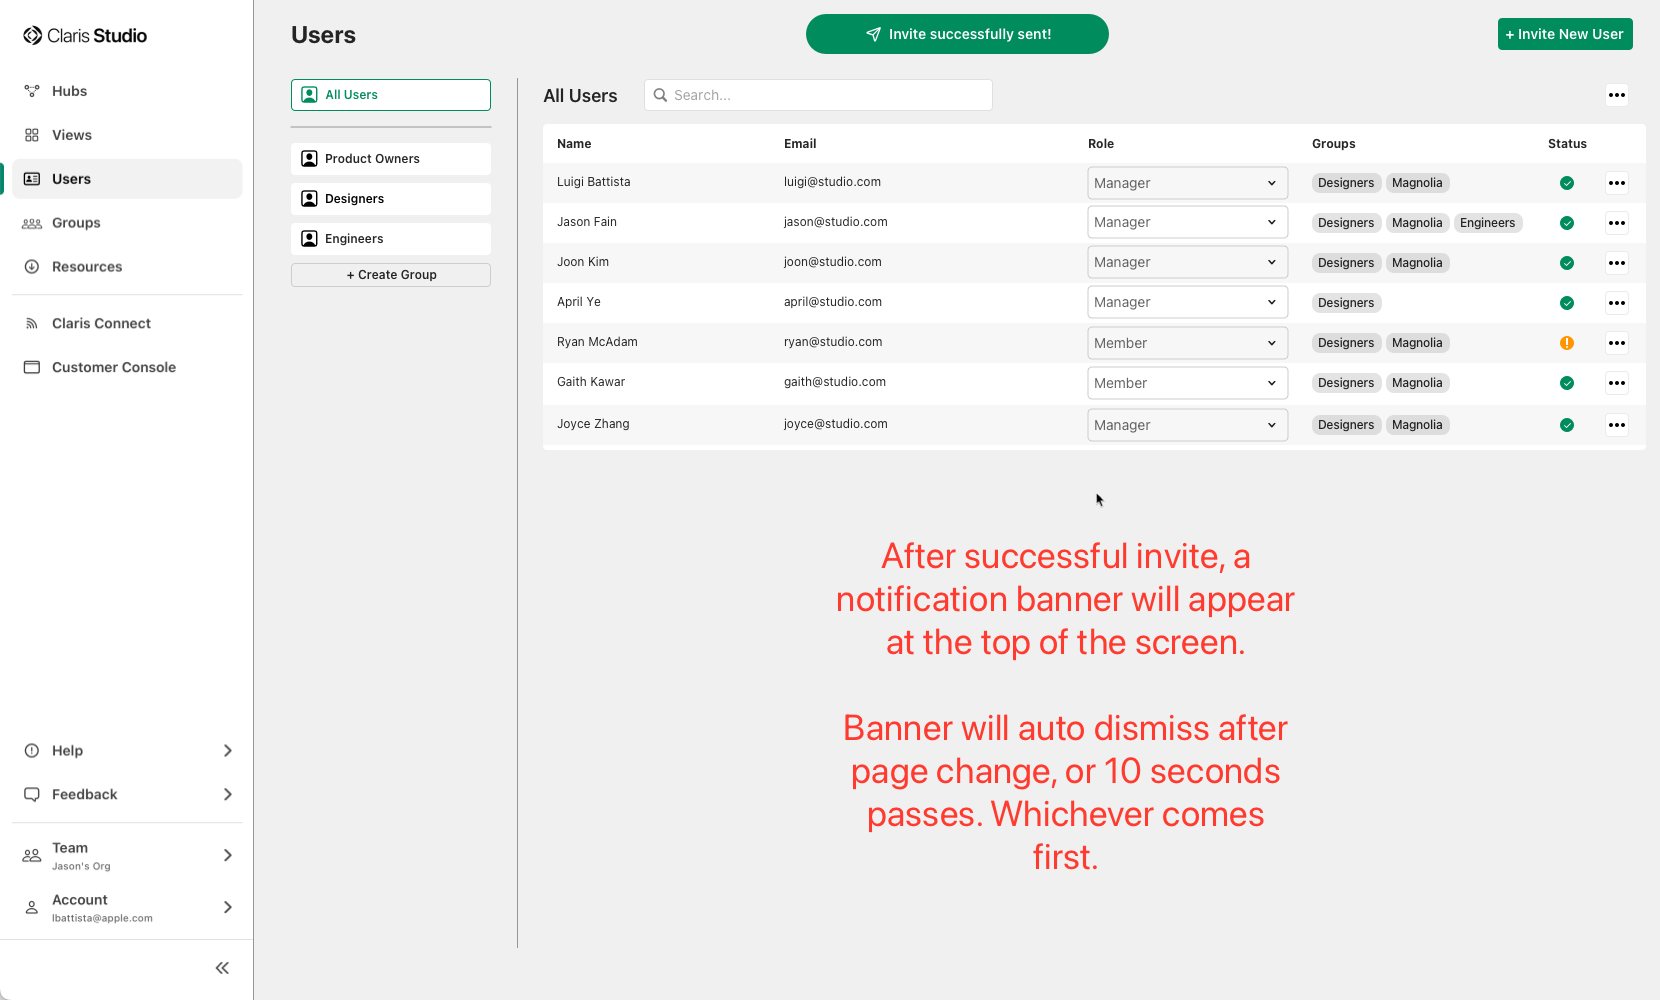 Claris Studio
Hubs
Views
Users
Groups
Resources
Claris Connect
Customer Console
Help
Feedback
Team
Jason's Org
Account
lbattista@apple.com
Users
Invite successfully sent!
+ Invite New User
All Users
Product Owners
Designers
Engineers
+ Create Group
All Users
Search...
Name Email Role Groups Status
Luigi Battista luigi@studio.com Manager Designers Magnolia
Jason Fain jason@studio.com Manager Designers Magnolia Engineers
Joon Kim joon@studio.com Manager Designers Magnolia
April Ye april@studio.com Manager Designers
Ryan McAdam ryan@studio.com Member Designers Magnolia
Gaith Kawar gaith@studio.com Member Designers Magnolia
Joyce Zhang joyce@studio.com Manager Designers Magnolia
After successful invite, a
notification banner will appear
at the top of the screen.
Banner will auto dismiss after
page change, or 10 seconds
passes. Whichever comes
first.